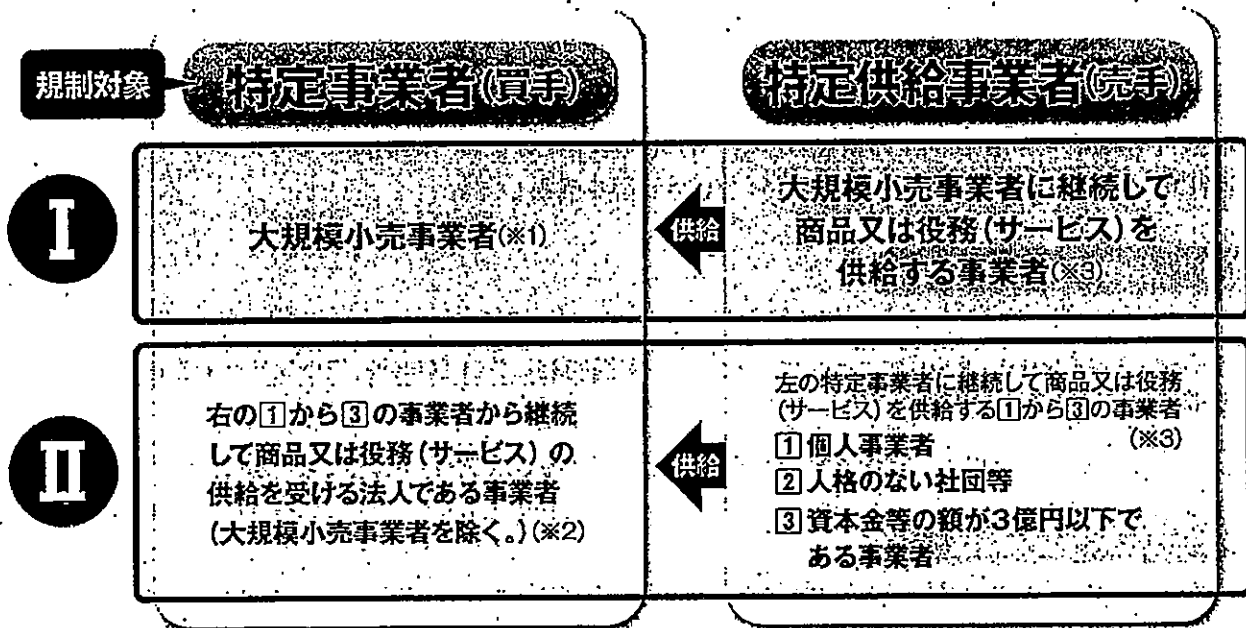 規制対象
特定事業者(買手)
特定供給事業者(売手)
I
大規模小売事業者(※1)
供給
大規模小売事業者に継続して
商品又は役務(サービス)を
供給する事業者(※3)
II
右の1から3の事業者から継続
して商品又は役務(サービス)の
供給を受ける法人である事業者
(大規模小売事業者を除く。)(※2)
供給
左の特定事業者に継続して商品又は役務
(サービス)を供給する1から3の事業者
(※3)
1個人事業者
2人格のない社団等
3資本金等の額が3億円以下で
ある事業者